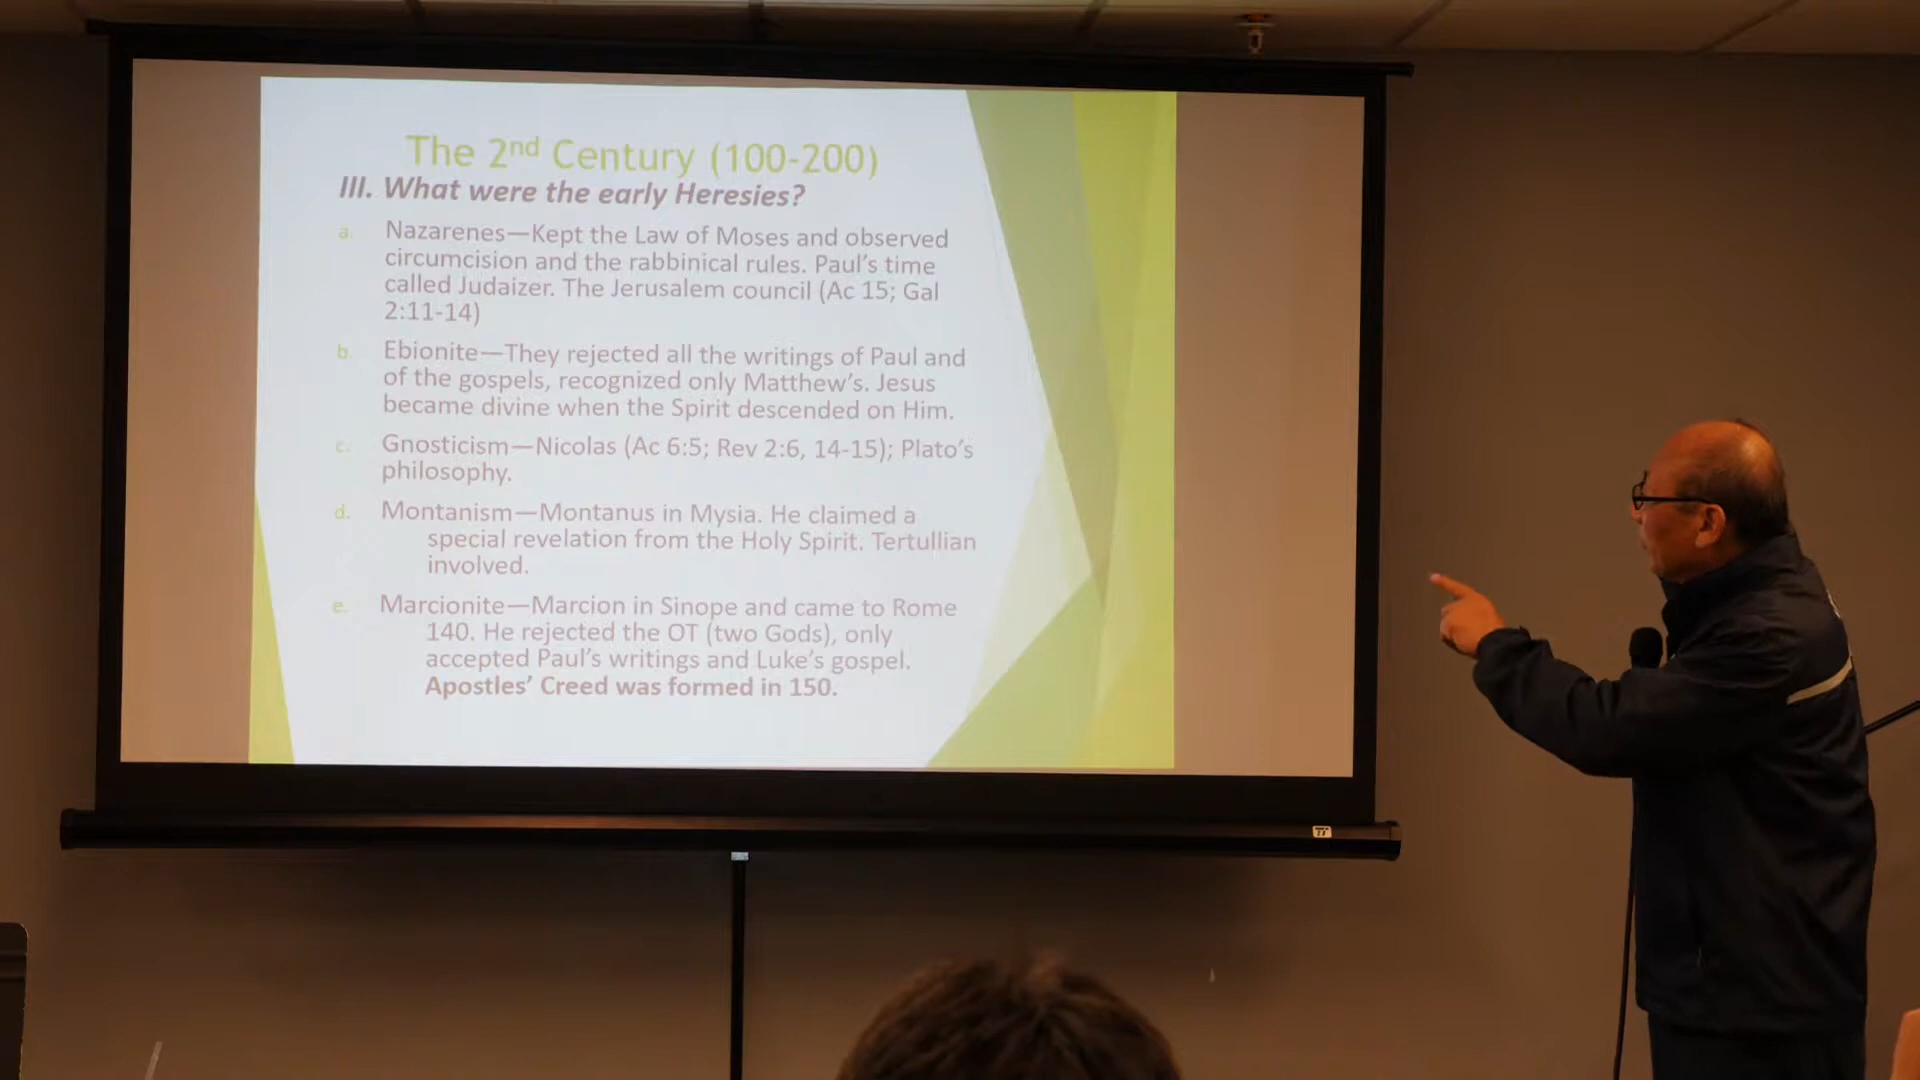 The 2nd Century (100-200)
III. What were the early Heresies?
a. Nazarenes—Kept the Law of Moses and observed
circumcision and the rabbinical rules. Paul's time
called Judaizer. The Jerusalem council (Ac 15; Gal
2:11-14)
b. Ebionite—They rejected all the writings of Paul and
of the gospels, recognized only Matthew's. Jesus
became divine when the Spirit descended on Him.
c. Gnosticism—Nicolas (Ac 6:5; Rev 2:6, 14-15); Plato's
philosophy.
d. Montanism—Montanus in Mysia. He claimed a
special revelation from the Holy Spirit. Tertullian
involved.
e. Marcionite—Marcion in Sinope and came to Rome
140. He rejected the OT (two Gods), only
accepted Paul's writings and Luke's gospel.
Apostles' Creed was formed in 150.